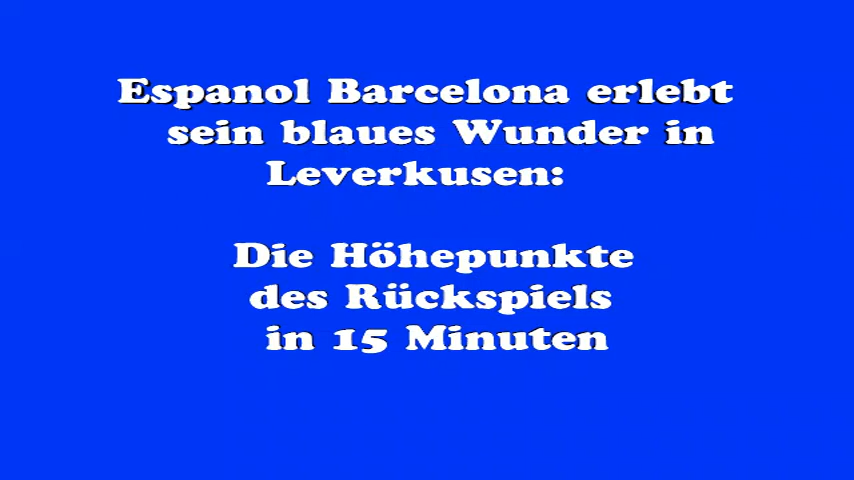 Espanol Barcelona erlebt
sein blaues Wunder in
Leverkusen:
Die Höhepunkte
des Rückspiels
in 15 Minuten